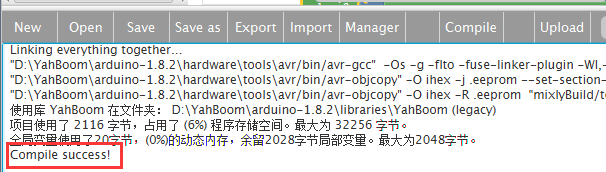 New Open Save Save as Export Import Manager Compile Upload
Linking everything together...
"D:\YahBoom\arduino-1.8.2\hardware\tools\avr/bin/avr-gcc" -Os -g -flto -fuse-linker-plugin -Wl,-
"D:\YahBoom\arduino-1.8.2\hardware\tools\avr/bin/avr-objcopy" -O ihex -j .eeprom --set-section-
"D:\YahBoom\arduino-1.8.2\hardware\tools\avr/bin/avr-objcopy" -O ihex -R .eeprom "mixlyBuild/t
使用库 YahBoom 在文件夹： D:\YahBoom\arduino-1.8.2\libraries\YahBoom (legacy)
项目使用了 2116 字节，占用了 (6%) 程序存储空间。最大为 32256 字节。
全局变量使用了20字节，(0%)的动态内存，余留2028字节局部变量。最大为2048字节。
Compile success!